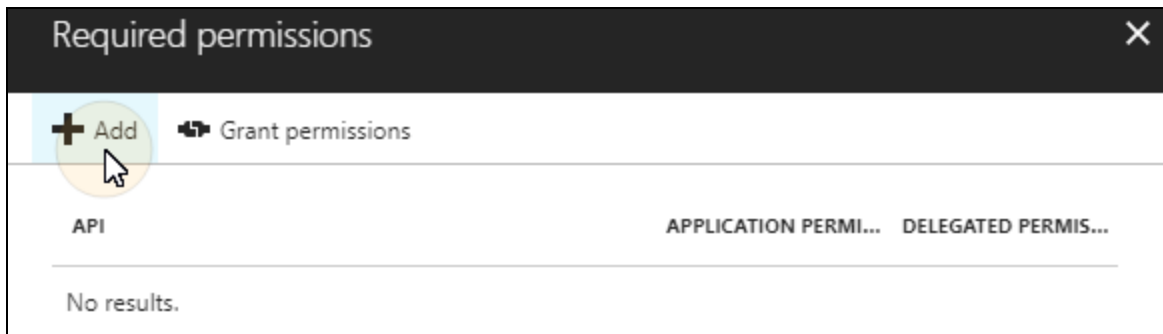 Required permissions
Add Grant permissions
API APPLICATION PERMI... DELEGATED PERMIS...
No results.